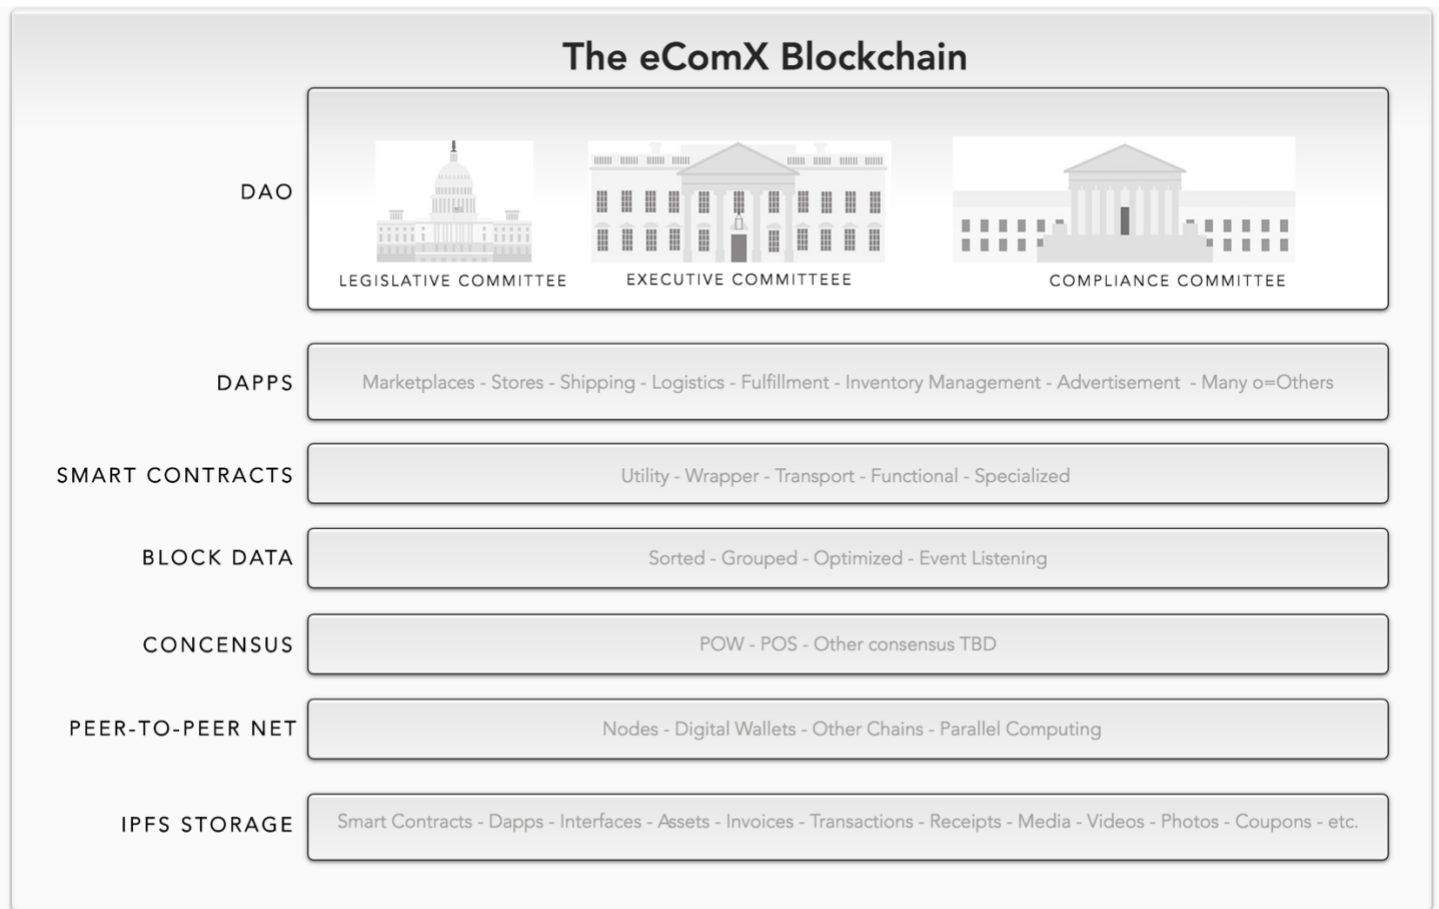 The eComX Blockchain
DAO
LEGISLATIVE COMMITTEE
EXECUTIVE COMMITTEEE
COMPLIANCE COMMITTEE
DAPPS
Marketplaces - Stores - Shipping - Logistics - Fulfillment - Inventory Management - Advertisement - Many o=Others
SMART CONTRACTS
Utility - Wrapper - Transport - Functional - Specialized
BLOCK DATA
Sorted - Grouped - Optimized - Event Listening
CONCENSUS
POW - POS - Other consensus TBD
PEER-TO-PEER NET
Nodes - Digital Wallets - Other Chains - Parallel Computing
IPFS STORAGE
Smart Contracts - Dapps - Interfaces - Assets - Invoices - Transactions - Receipts - Media - Videos - Photos - Coupons - etc.